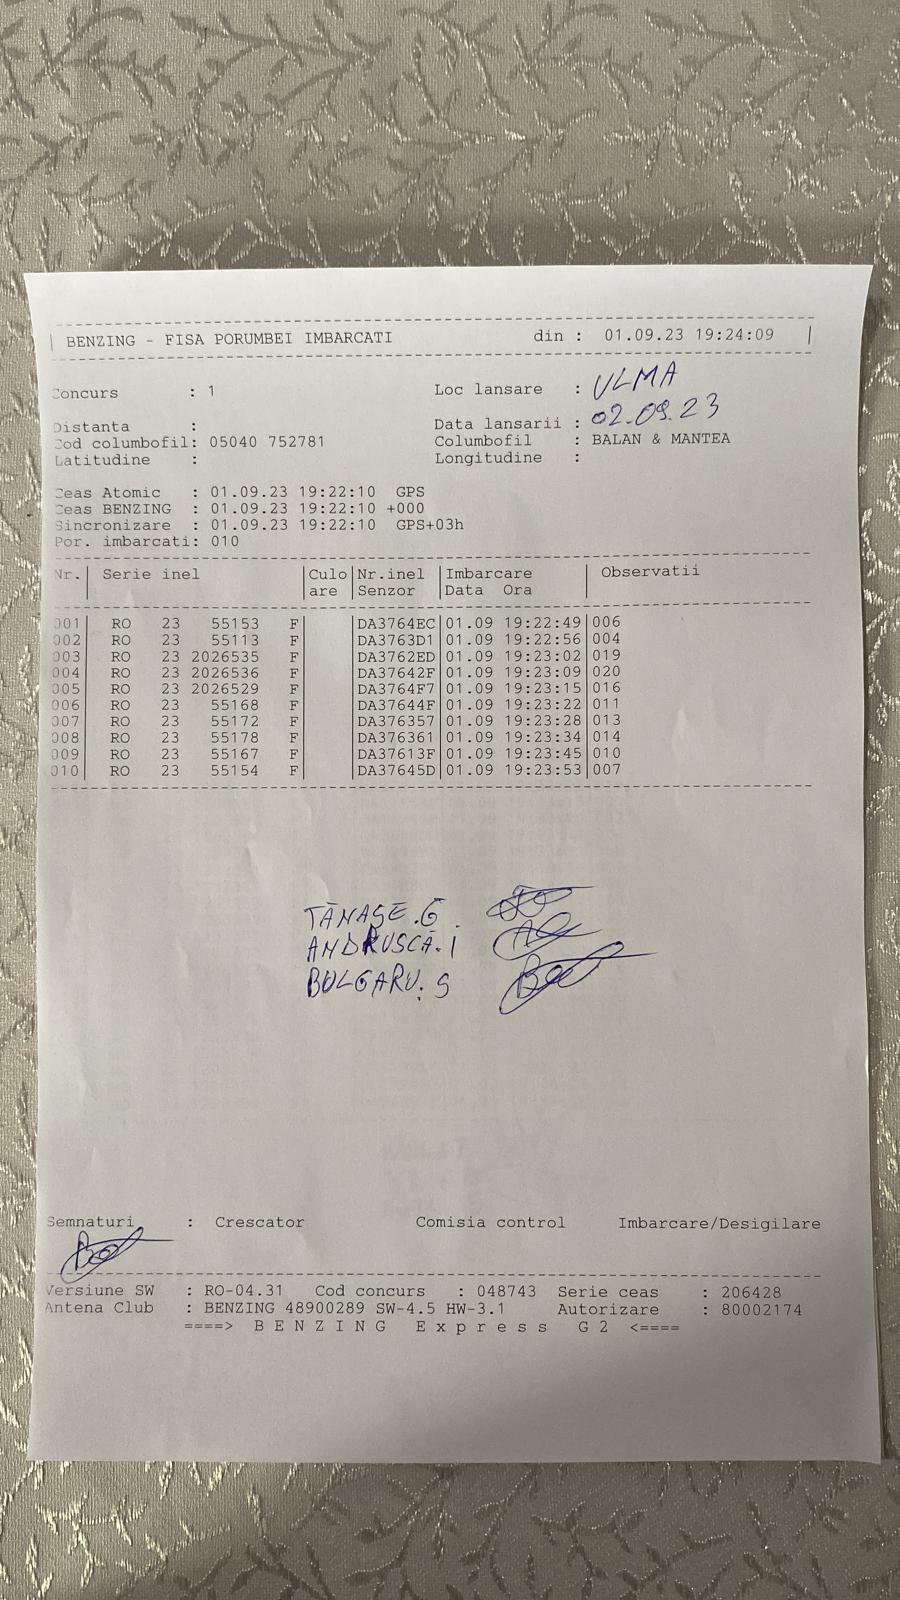 BENZING - FISA PORUMBEI IMBARCATI din : 01.09.23 19:24:09
Concurs : 1 Loc lansare : ULMA
Distanta : Data lansarii : 02.09.23
Cod columbofil: 05040 752781 Columbofil : BALAN & MANTEA
Latitudine : Longitudine :
Ceas Atomic : 01.09.23 19:22:10 GPS
Ceas BENZING : 01.09.23 19:22:10 +000
Sincronizare : 01.09.23 19:22:10 GPS+03h
Por. imbarcati: 010
Nr.| Serie inel |Culo|Nr.inel |Imbarcare | Observatii
|are |Senzor |Data Ora |
001| RO 23 55153 F| |DA3764EC|01.09 19:22:49|006
002| RO 23 55113 F| |DA3763D1|01.09 19:22:56|004
003| RO 23 2026535 F| |DA3762ED|01.09 19:23:02|019
004| RO 23 2026536 F| |DA37642F|01.09 19:23:09|020
005| RO 23 2026529 F| |DA3764F7|01.09 19:23:15|016
006| RO 23 55168 F| |DA37644F|01.09 19:23:22|011
007| RO 23 55172 F| |DA376357|01.09 19:23:28|013
008| RO 23 55178 F| |DA376361|01.09 19:23:34|014
009| RO 23 55167 F| |DA37613F|01.09 19:23:45|010
010| RO 23 55154 F| |DA37645D|01.09 19:23:53|007
TĂNASE.G
ANDRUSCĂ.I
BULGARU.S
Semnaturi : Crescator Comisia control Imbarcare/Desigilare
Versiune SW : RO-04.31 Cod concurs : 048743 Serie ceas : 206428
Antena Club : BENZING 48900289 SW-4.5 HW-3.1 Autorizare : 80002174
====> B E N Z I N G E x p r e s s G 2 <====